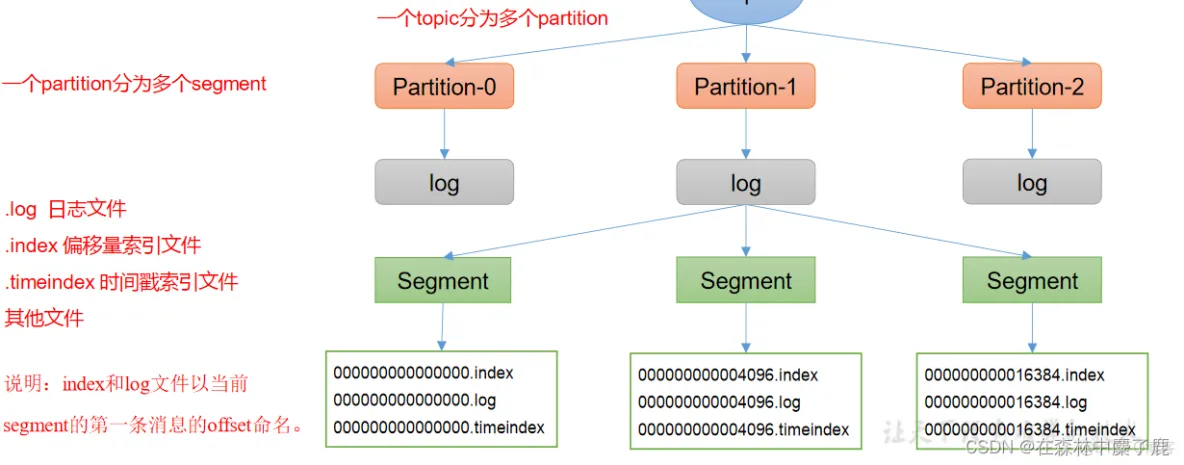 一个topic分为多个partition
一个partition分为多个segment
Partition-0
Partition-1
Partition-2
log
log
log
.log 日志文件
.index 偏移量索引文件
.timeindex 时间戳索引文件
其他文件
Segment
Segment
Segment
说明：index和log文件以当前
segment的第一条消息的offset命名。
000000000000000.index
000000000000000.log
000000000000000.timeindex
000000000004096.index
000000000004096.log
000000000004096.timeindex
000000000016384.index
000000000016384.log
000000000016384.timeindex
CSDN @在森林中麋了鹿